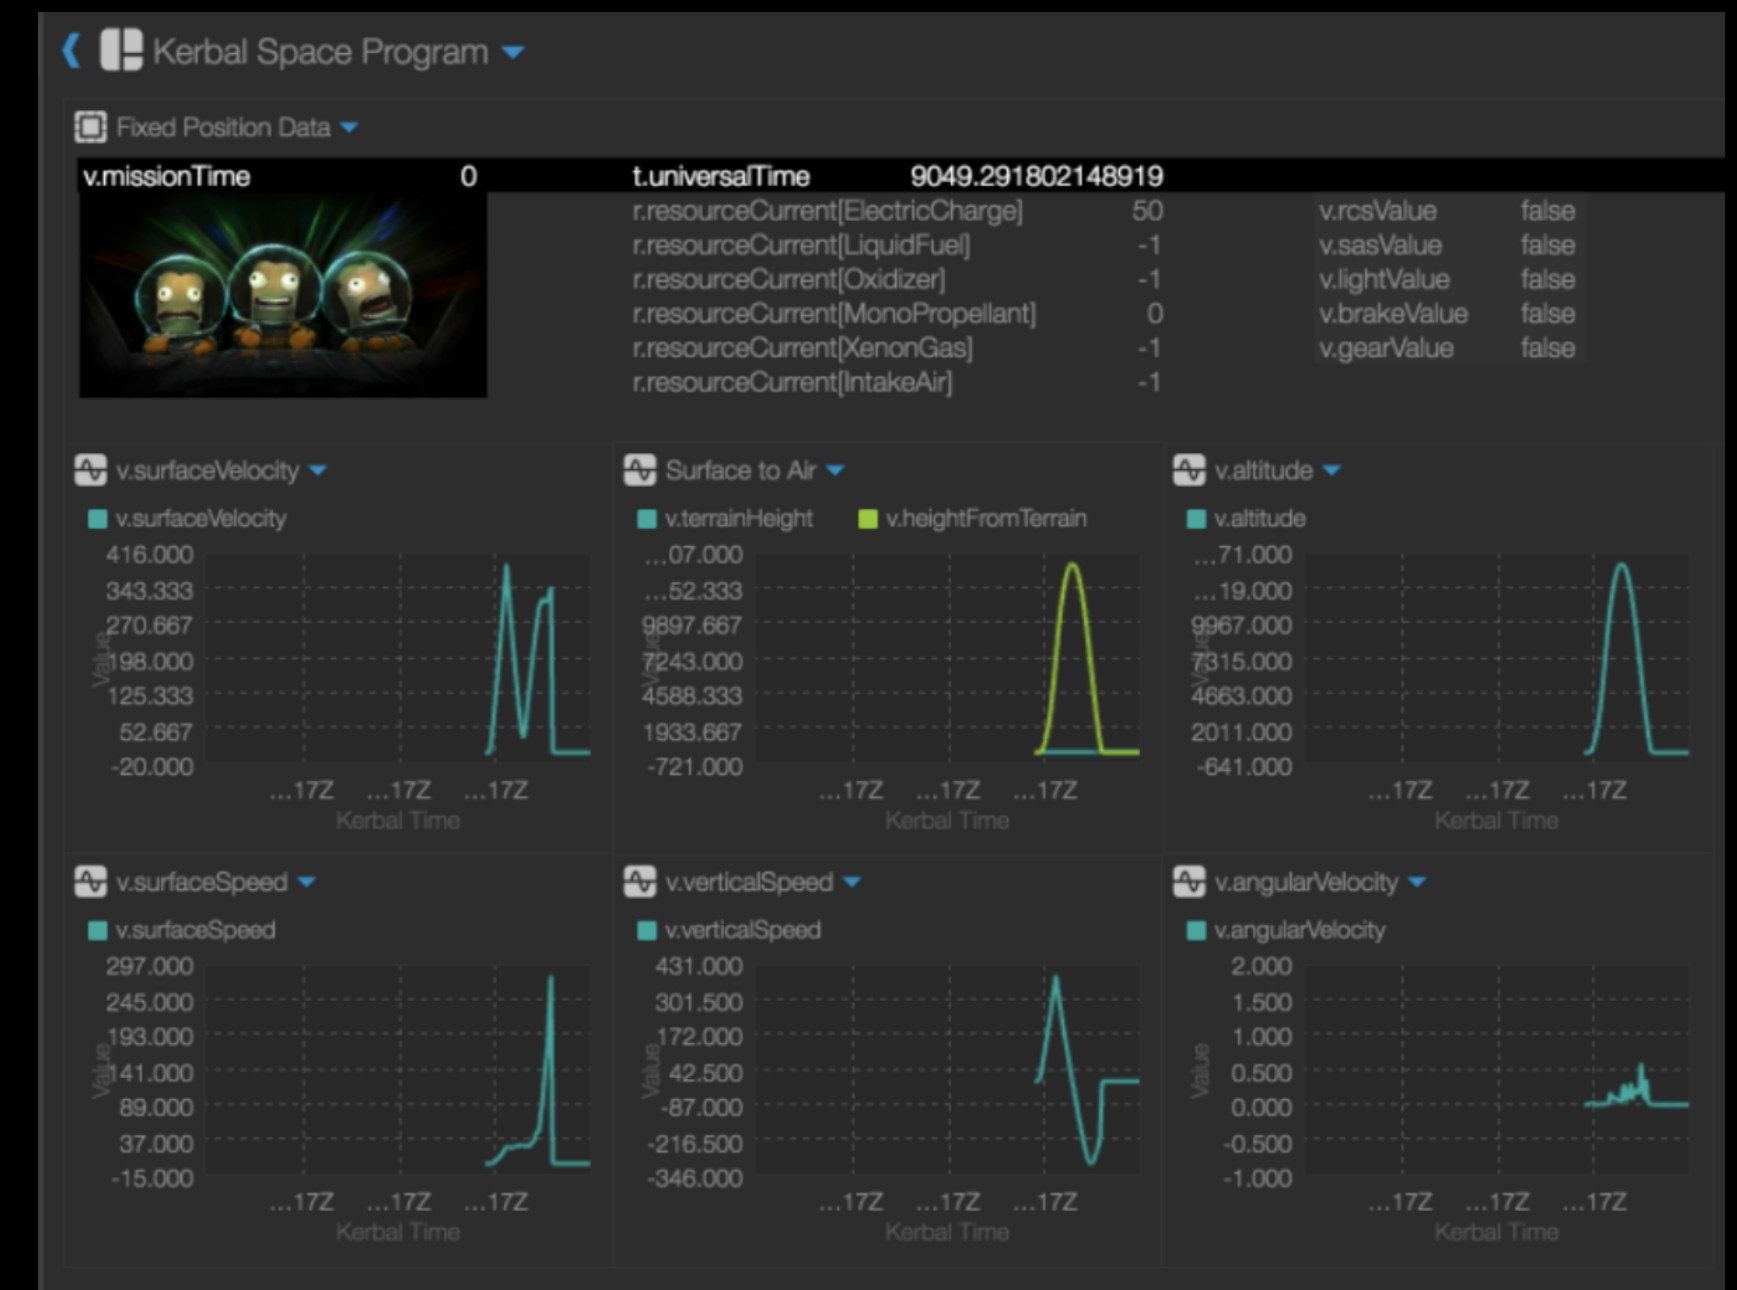 Kerbal Space Program
Fixed Position Data
v.missionTime 0 t.universalTime 9049.291802148919
r.resourceCurrent[ElectricCharge] 50 v.rcsValue false
r.resourceCurrent[LiquidFuel] -1 v.sasValue false
r.resourceCurrent[Oxidizer] -1 v.lightValue false
r.resourceCurrent[MonoPropellant] 0 v.brakeValue false
r.resourceCurrent[XenonGas] -1 v.gearValue false
r.resourceCurrent[IntakeAir] -1
v.surfaceVelocity
v.surfaceVelocity
416.000
343.333
270.667
198.000
125.333
52.667
-20.000
Value
...17Z ...17Z ...17Z
Kerbal Time
Surface to Air
v.terrainHeight v.heightFromTerrain
...07.000
...52.333
9897.667
7243.000
4588.333
1933.667
-721.000
Value
...17Z ...17Z ...17Z
Kerbal Time
v.altitude
v.altitude
...71.000
...19.000
9967.000
7315.000
4663.000
2011.000
-641.000
Value
...17Z ...17Z ...17Z
Kerbal Time
v.surfaceSpeed
v.surfaceSpeed
297.000
245.000
193.000
141.000
89.000
37.000
-15.000
Value
...17Z ...17Z ...17Z
Kerbal Time
v.verticalSpeed
v.verticalSpeed
431.000
301.500
172.000
42.500
-87.000
-216.500
-346.000
Value
...17Z ...17Z ...17Z
Kerbal Time
v.angularVelocity
v.angularVelocity
2.000
1.500
1.000
0.500
0.000
-0.500
-1.000
Value
...17Z ...17Z ...17Z
Kerbal Time